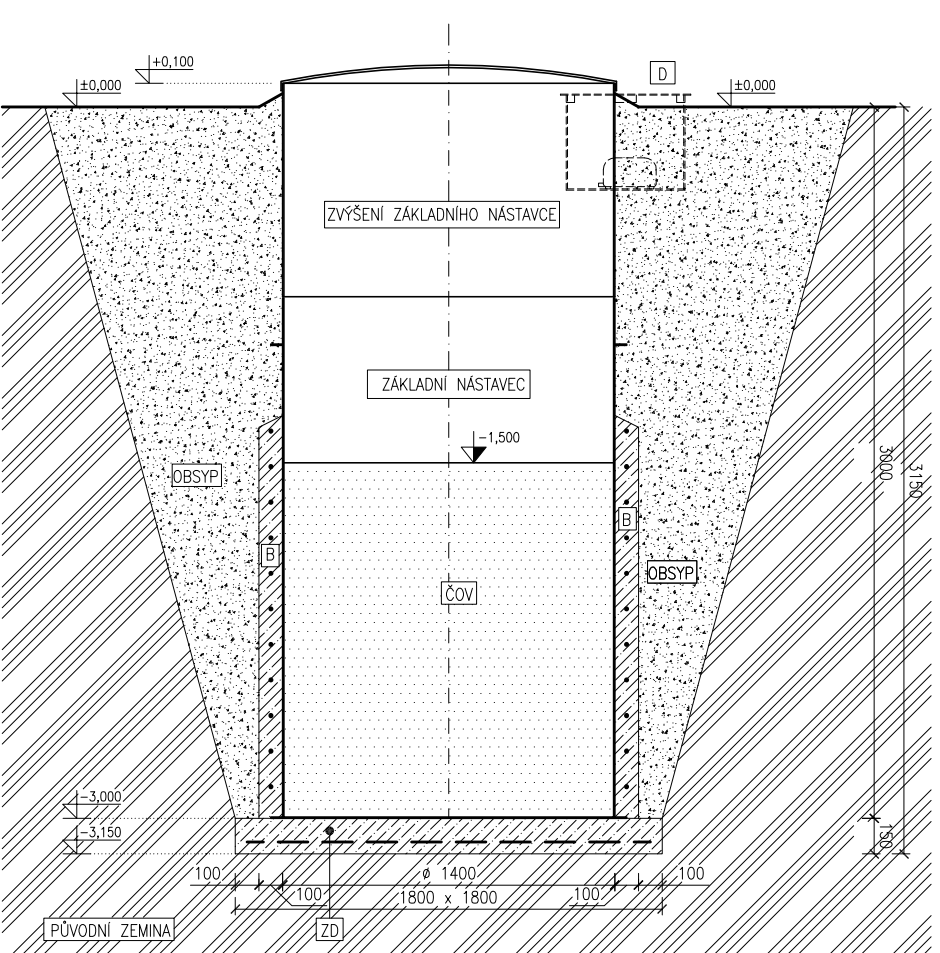 +0,100
D
±0,000
±0,000
ZVÝŠENÍ ZÁKLADNÍHO NÁSTAVCE
ZÁKLADNÍ NÁSTAVEC
-1,500
3000
3150
OBSYP
B
B
OBSYP
ČOV
-3,000
-3,150
150
100
ø 1400
100
100
100
1800 x 1800
PŮVODNÍ ZEMINA
ZD